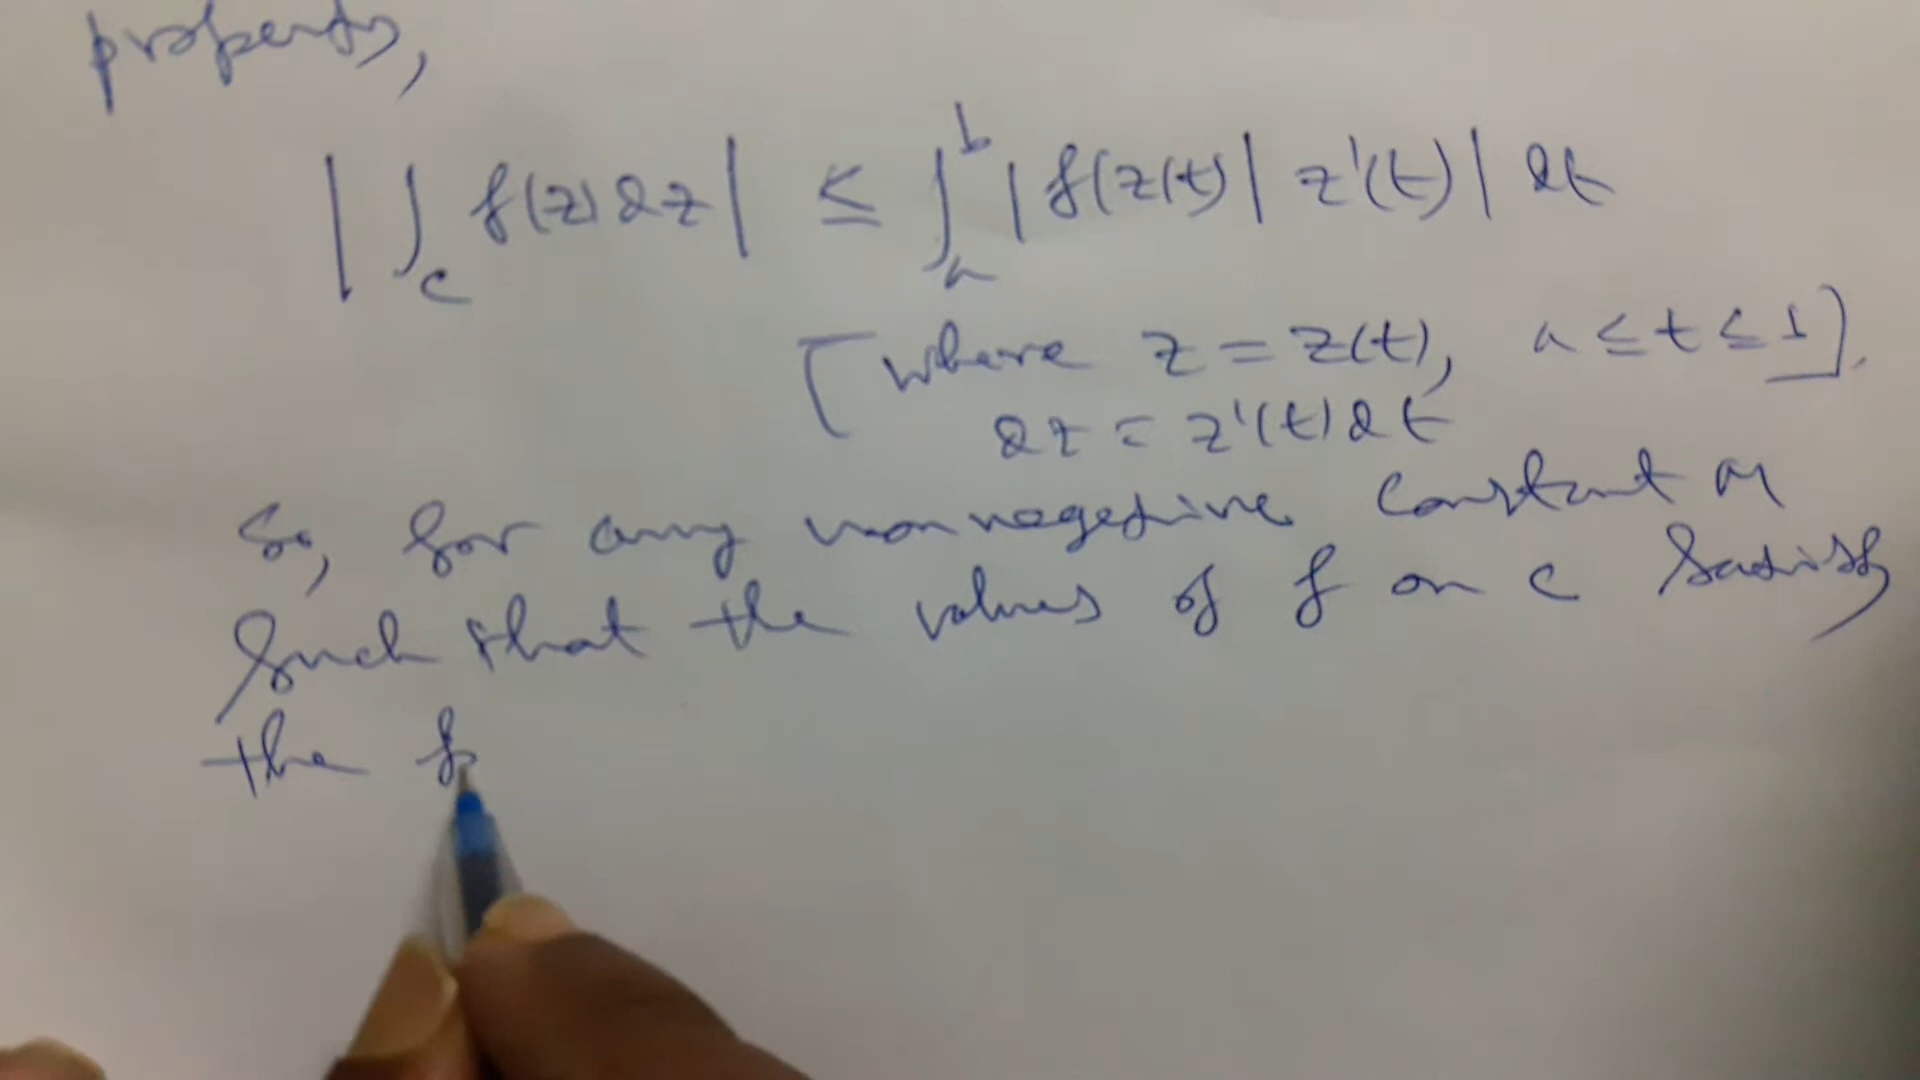 property,
|∫_c f(z)dz| ≤ ∫_a^b |f(z(t)| z'(t)| dt
[where z = z(t), a ≤ t ≤ b].
dz = z'(t)dt
So, for any nonnegative constant M
Such that the values of f on c satisfy
the f